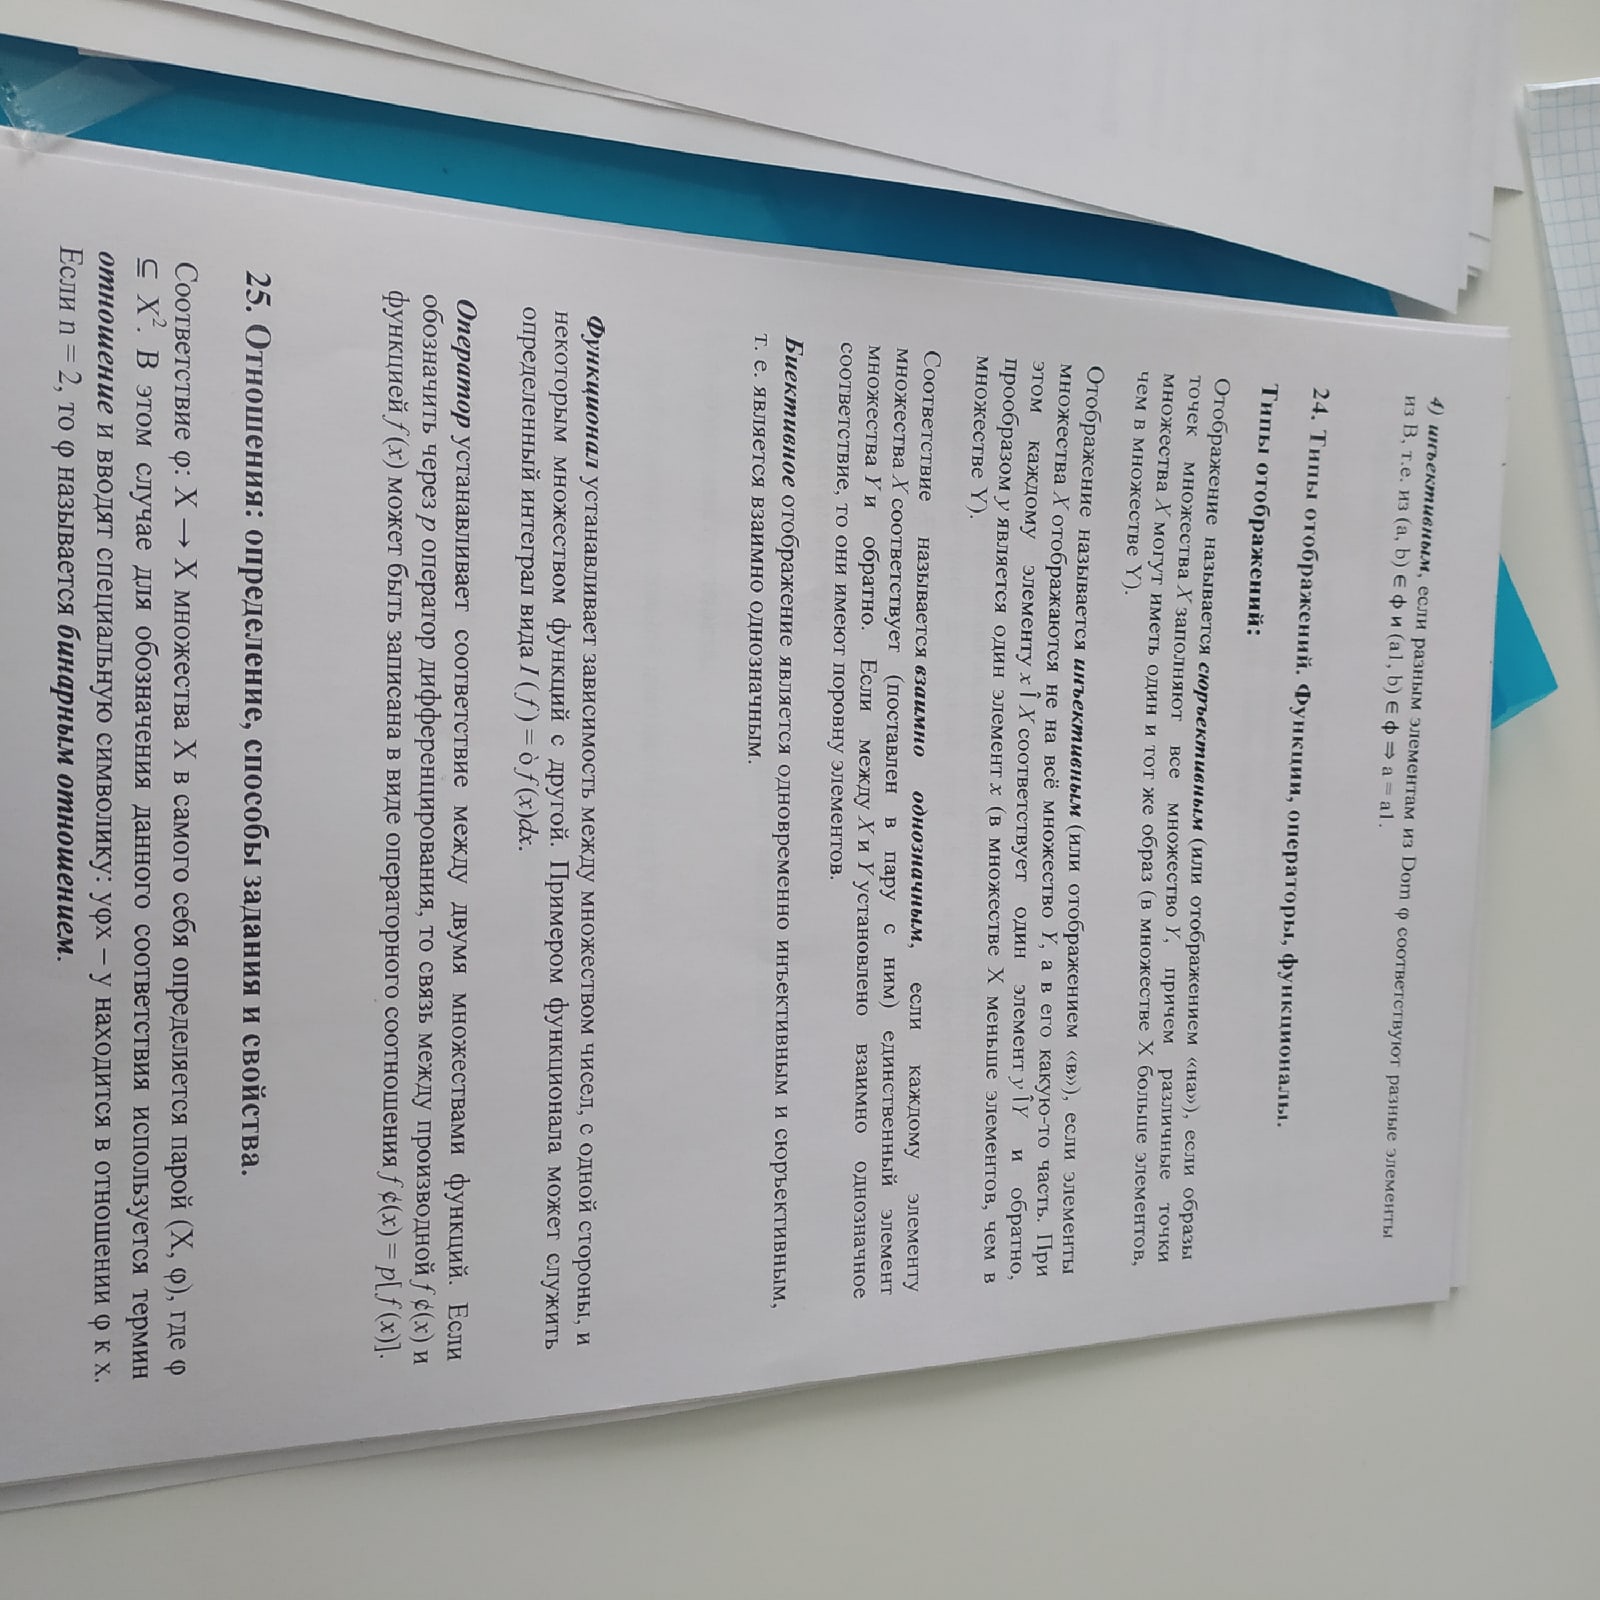 4) инъективным, если разным элементам из Dom φ соответствуют разные элементы
из B, т.е. из (a, b) ∈ ф и (a1, b) ∈ ф ⇒ a = a1.
24. Типы отображений. Функции, операторы, функционалы.
Типы отображений:
Отображение называется сюръективным (или отображением «на»), если образы
точек множества X заполняют все множество Y, причем различные точки
множества X могут иметь один и тот же образ (в множестве X больше элементов,
чем в множестве Y).
Отображение называется инъективным (или отображением «в»), если элементы
множества X отображаются не на всё множество Y, а в его какую-то часть. При
этом каждому элементу x Î X соответствует один элемент y Î Y и обратно,
прообразом y является один элемент x (в множестве X меньше элементов, чем в
множестве Y).
Соответствие называется взаимно однозначным, если каждому элементу
множества X соответствует (поставлен в пару с ним) единственный элемент
множества Y и обратно. Если между X и Y установлено взаимно однозначное
соответствие, то они имеют поровну элементов.
Биективное отображение является одновременно инъективным и сюръективным,
т. е. является взаимно однозначным.
Функционал устанавливает зависимость между множеством чисел, с одной стороны, и
некоторым множеством функций с другой. Примером функционала может служить
определенный интеграл вида I (f) = ò f (x)dx.
Оператор устанавливает соответствие между двумя множествами функций. Если
обозначить через p оператор дифференцирования, то связь между производной f ¢(x) и
функцией f (x) может быть записана в виде операторного соотношения f ¢(x) = p[ f (x)].
25. Отношения: определение, способы задания и свойства.
Соответствие φ: X → X множества X в самого себя определяется парой (X, φ), где φ
⊆ X². В этом случае для обозначения данного соответствия используется термин
отношение и вводят специальную символику: yφx – y находится в отношении φ к x.
Если n = 2, то φ называется бинарным отношением.